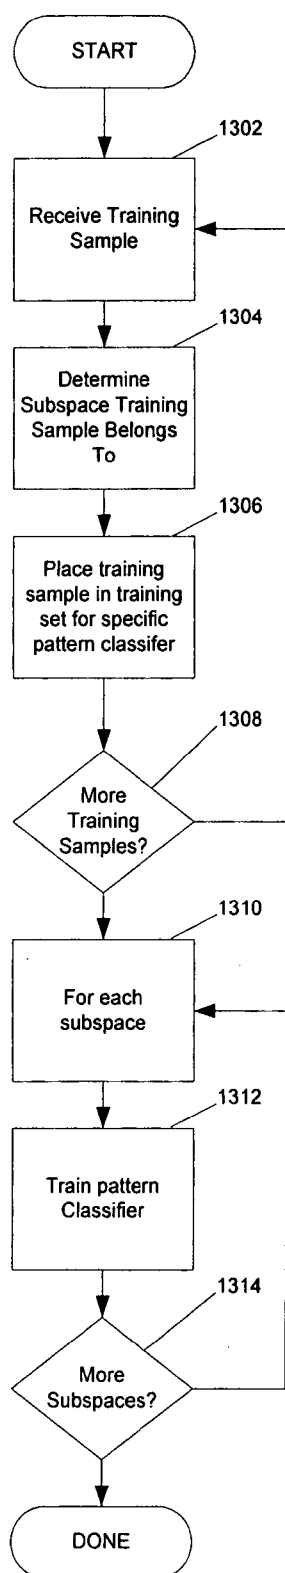 START
1302
Receive Training
Sample
1304
Determine
Subspace Training
Sample Belongs
To
1306
Place training
sample in training
set for specific
pattern classifer
1308
More
Training
Samples?
1310
For each
subspace
1312
Train pattern
Classifier
1314
More
Subspaces?
DONE